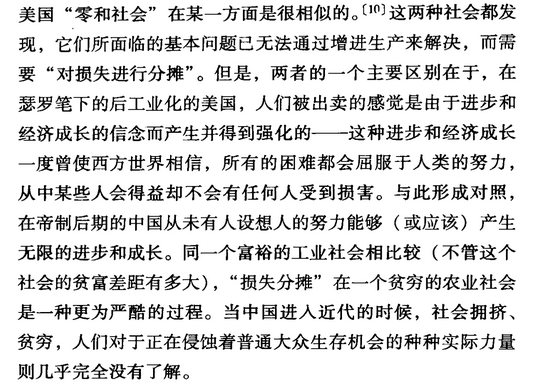 美国“零和社会”在某一方面是很相似的。〔10〕这两种社会都发
现，它们所面临的基本问题已无法通过增进生产来解决，而需
要“对损失进行分摊”。但是，两者的一个主要区别在于，在
瑟罗笔下的后工业化的美国，人们被出卖的感觉是由于进步和
经济成长的信念而产生并得到强化的——这种进步和经济成长
一度曾使西方世界相信，所有的困难都会屈服于人类的努力，
从中某些人会得益却不会有任何人受到损害。与此形成对照，
在帝制后期的中国从未有人设想人的努力能够（或应该）产生
无限的进步和成长。同一个富裕的工业社会相比较（不管这个
社会的贫富差距有多大），“损失分摊”在一个贫穷的农业社会
是一种更为严酷的过程。当中国进入近代的时候，社会拥挤、
贫穷，人们对于正在侵蚀着普通大众生存机会的种种实际力量
则几乎完全没有了解。